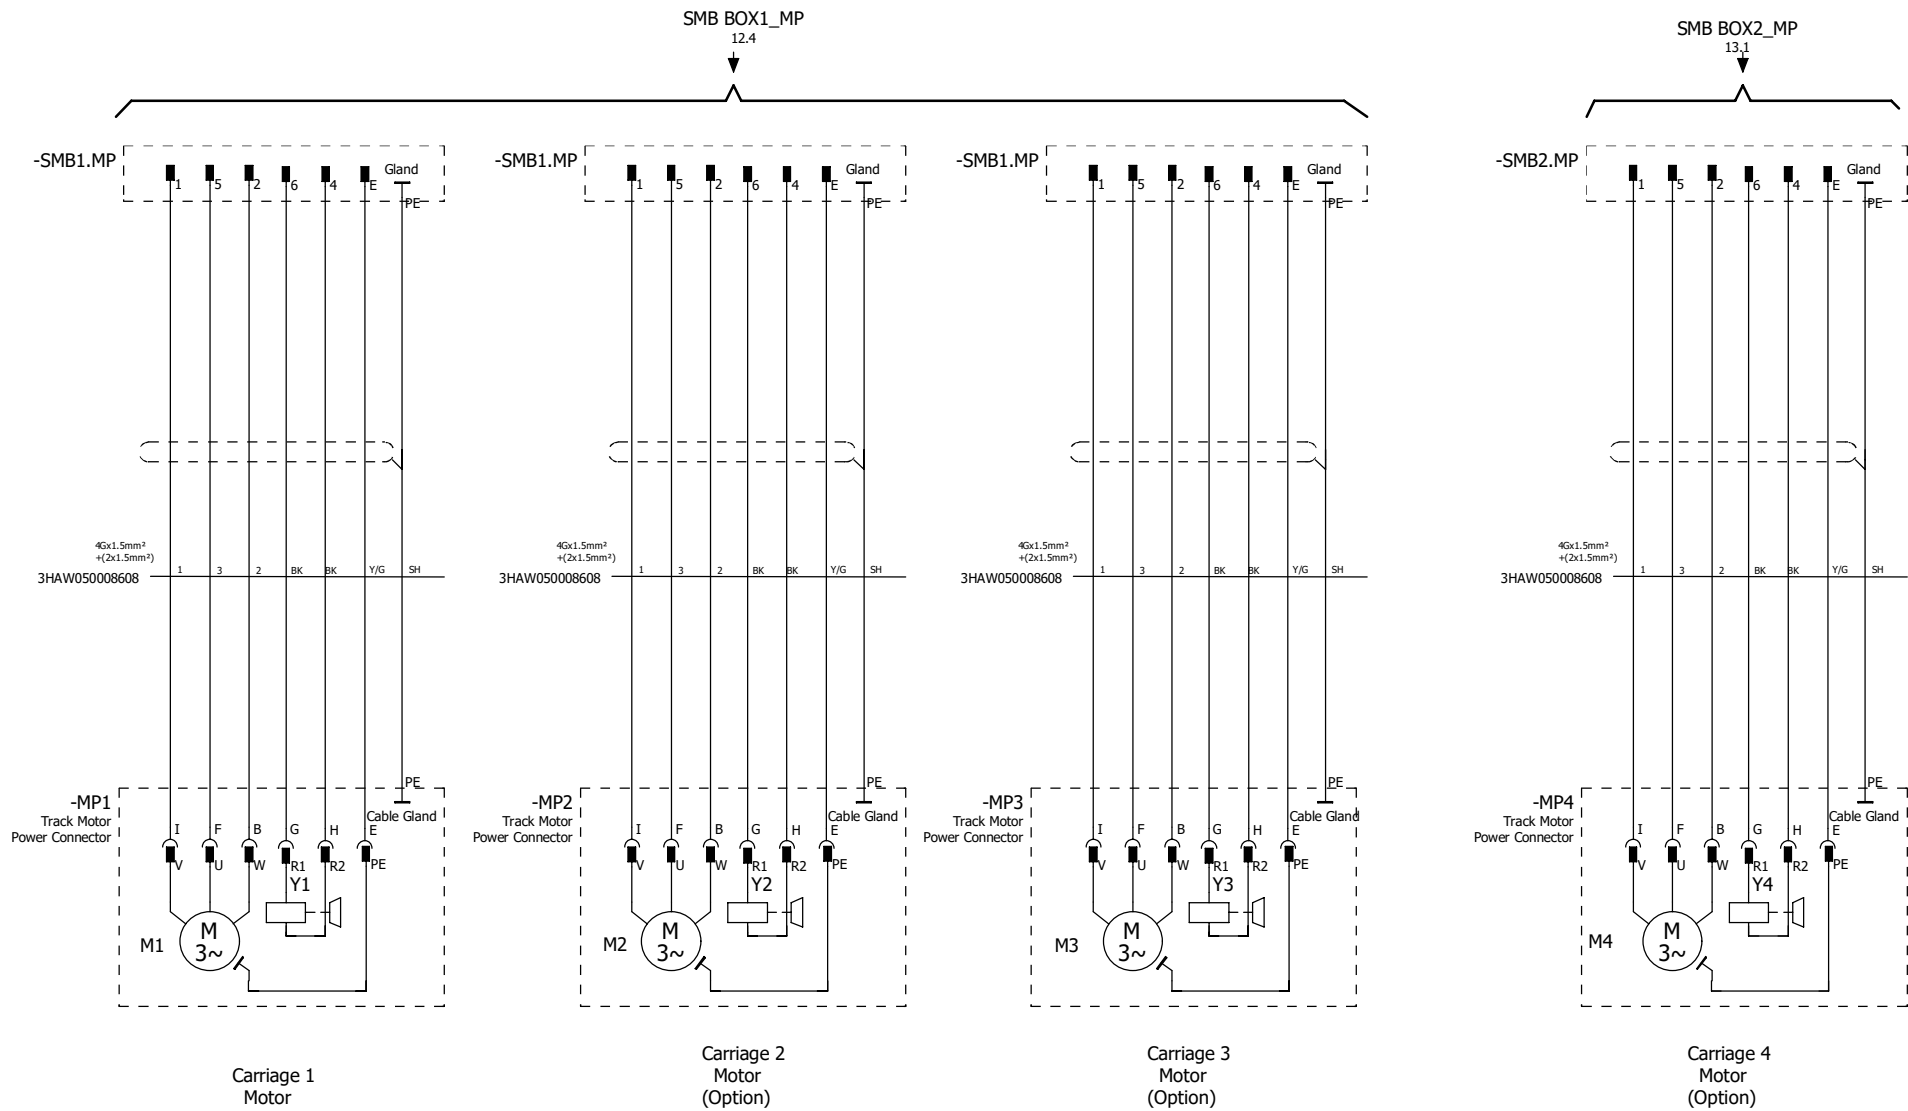 SMB BOX1_MP
12.4
SMB BOX2_MP
13.1
-SMB1.MP
1 5 2 6 4 E
Gland
PE
-SMB1.MP
1 5 2 6 4 E
Gland
PE
-SMB1.MP
1 5 2 6 4 E
Gland
PE
-SMB2.MP
1 5 2 6 4 E
Gland
PE
4Gx1.5mm²
+(2x1.5mm²)
3HAW050008608
1 3 2 BK BK Y/G SH
4Gx1.5mm²
+(2x1.5mm²)
3HAW050008608
1 3 2 BK BK Y/G SH
4Gx1.5mm²
+(2x1.5mm²)
3HAW050008608
1 3 2 BK BK Y/G SH
4Gx1.5mm²
+(2x1.5mm²)
3HAW050008608
1 3 2 BK BK Y/G SH
-MP1
Track Motor
Power Connector
PE
Cable Gland
I F B G H E
V U W R1 R2 PE
Y1
M1
M
3~
-MP2
Track Motor
Power Connector
PE
Cable Gland
I F B G H E
V U W R1 R2 PE
Y2
M2
M
3~
-MP3
Track Motor
Power Connector
PE
Cable Gland
I F B G H E
V U W R1 R2 PE
Y3
M3
M
3~
-MP4
Track Motor
Power Connector
PE
Cable Gland
I F B G H E
V U W R1 R2 PE
Y4
M4
M
3~
Carriage 1
Motor
Carriage 2
Motor
(Option)
Carriage 3
Motor
(Option)
Carriage 4
Motor
(Option)